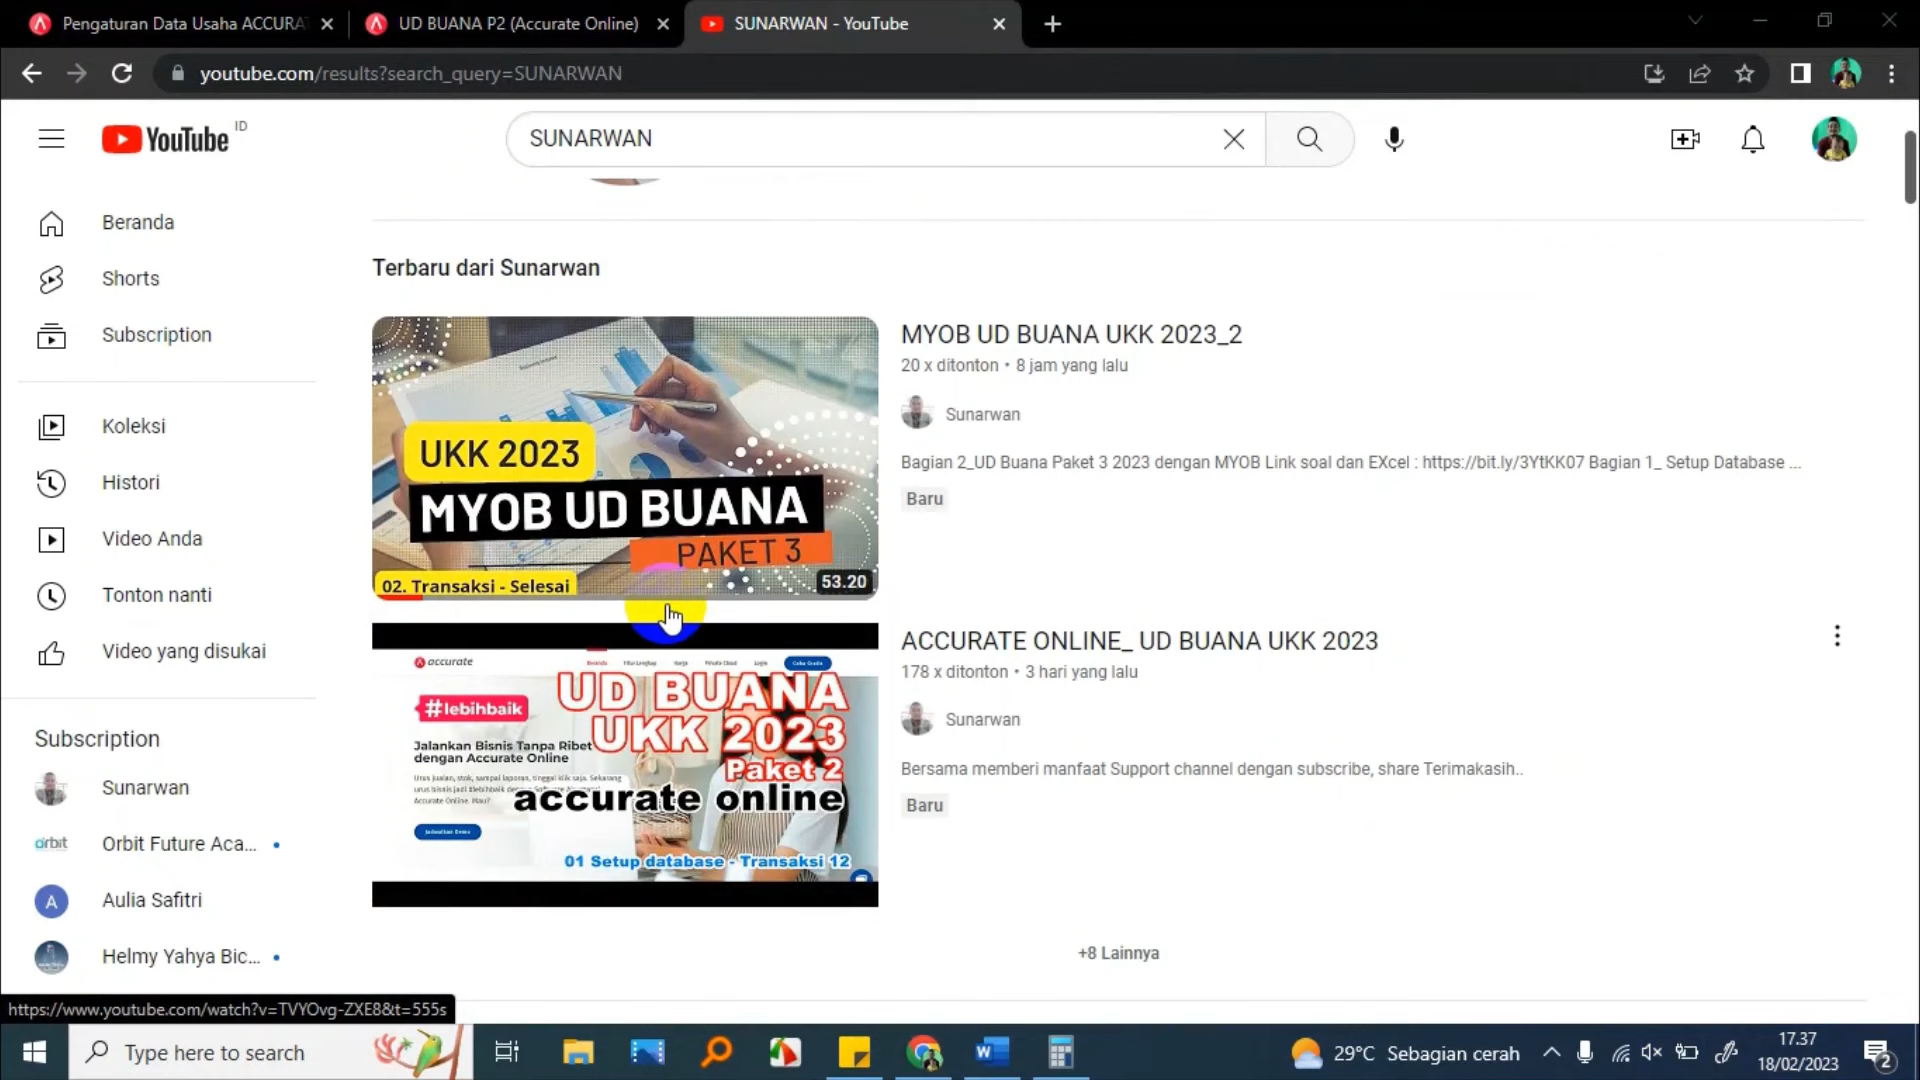 Pengaturan Data Usaha ACCURA
UD BUANA P2 (Accurate Online)
SUNARWAN - YouTube
youtube.com/results?search_query=SUNARWAN
YouTube
ID
SUNARWAN
Beranda
Shorts
Subscription
Koleksi
Histori
Video Anda
Tonton nanti
Video yang disukai
Subscription
Sunarwan
orbit
Orbit Future Aca...
A
Aulia Safitri
Helmy Yahya Bic...
Terbaru dari Sunarwan
UKK 2023
MYOB UD BUANA
PAKET 3
02. Transaksi - Selesai
53.20
MYOB UD BUANA UKK 2023_2
20 x ditonton • 8 jam yang lalu
Sunarwan
Bagian 2_UD Buana Paket 3 2023 dengan MYOB Link soal dan EXcel : https://bit.ly/3YtKK07 Bagian 1_ Setup Database ...
Baru
accurate
Beranda
Login
Coba Gratis
#lebihbaik
UD BUANA
UKK 2023
Paket 2
accurate online
Jalankan Bisnis Tanpa Ribet
dengan Accurate Online
01 Setup database - Transaksi 12
ACCURATE ONLINE_ UD BUANA UKK 2023
178 x ditonton • 3 hari yang lalu
Sunarwan
Bersama memberi manfaat Support channel dengan subscribe, share Terimakasih..
Baru
+8 Lainnya
https://www.youtube.com/watch?v=TVYOvg-ZXE8&t=555s
Type here to search
29°C Sebagian cerah
17.37
18/02/2023
2